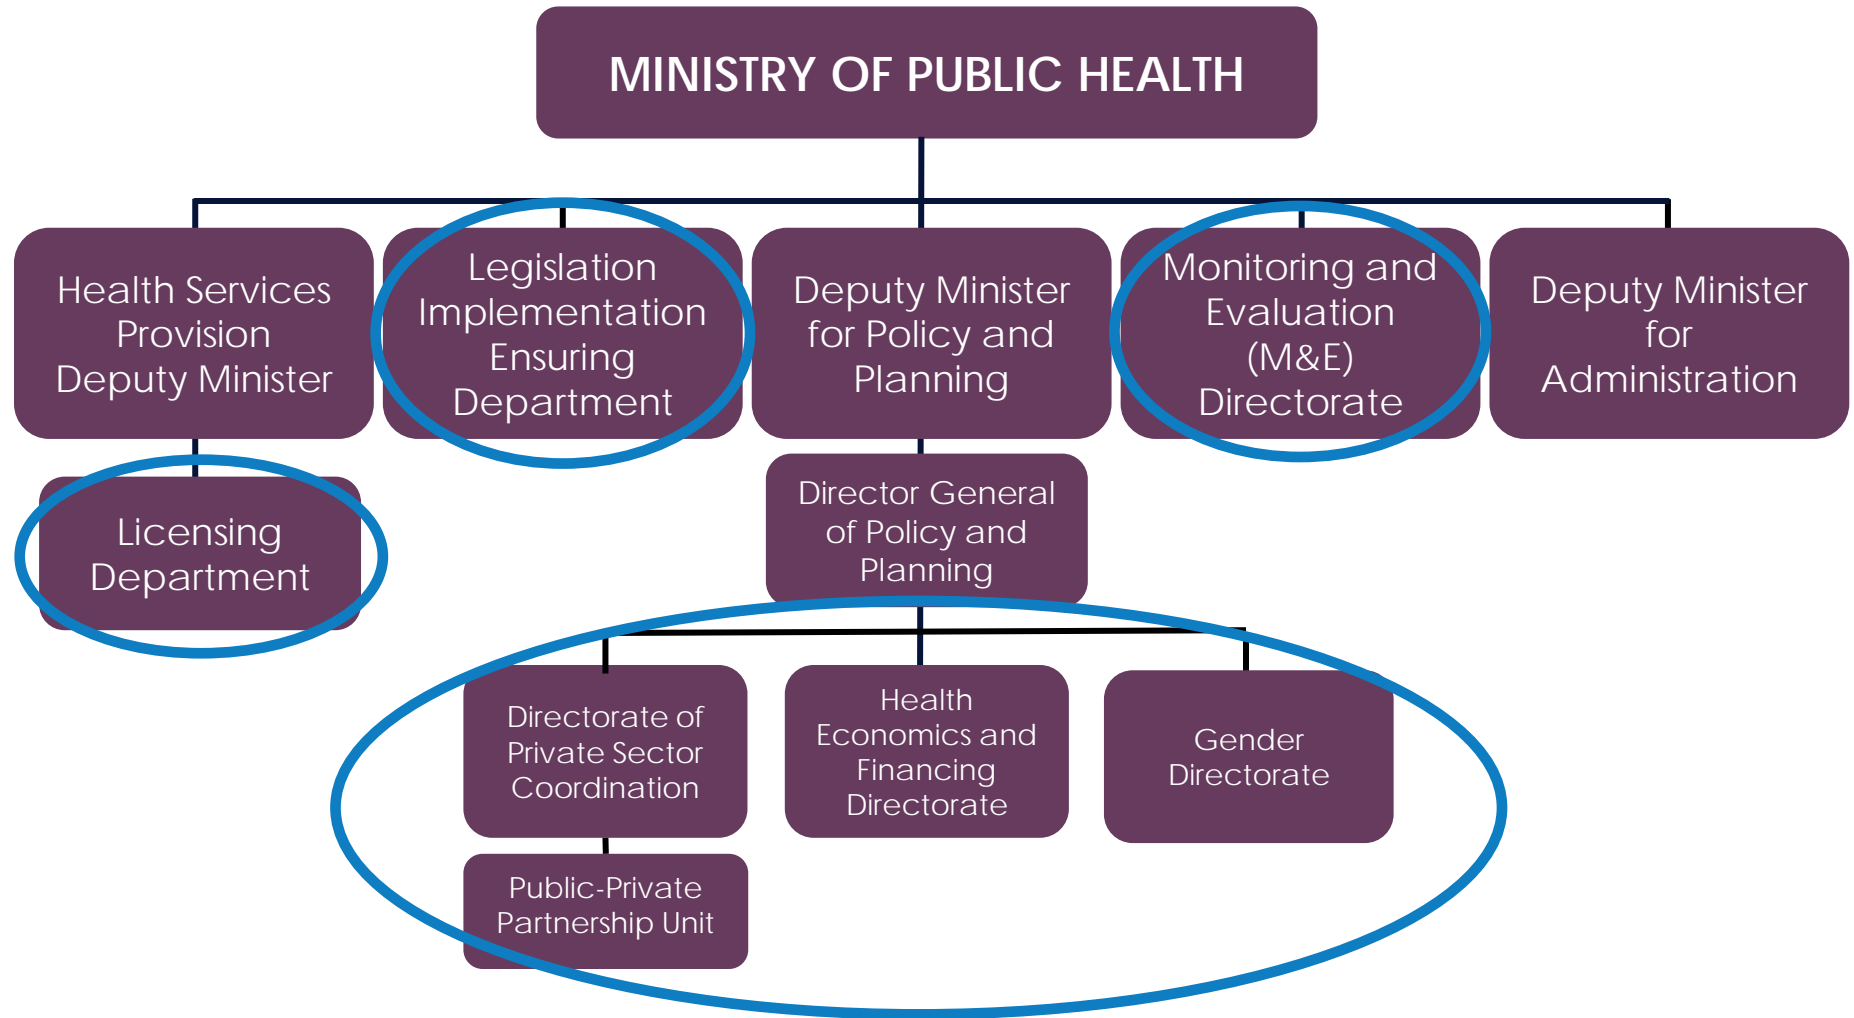 MINISTRY OF PUBLIC HEALTH
Health Services
Provision
Deputy Minister
Legislation
Implementation
Ensuring
Department
Deputy Minister
for Policy and
Planning
Monitoring and
Evaluation
(M&E)
Directorate
Deputy Minister
for
Administration
Licensing
Department
Director General
of Policy and
Planning
Directorate of
Private Sector
Coordination
Health
Economics and
Financing
Directorate
Gender
Directorate
Public-Private
Partnership Unit